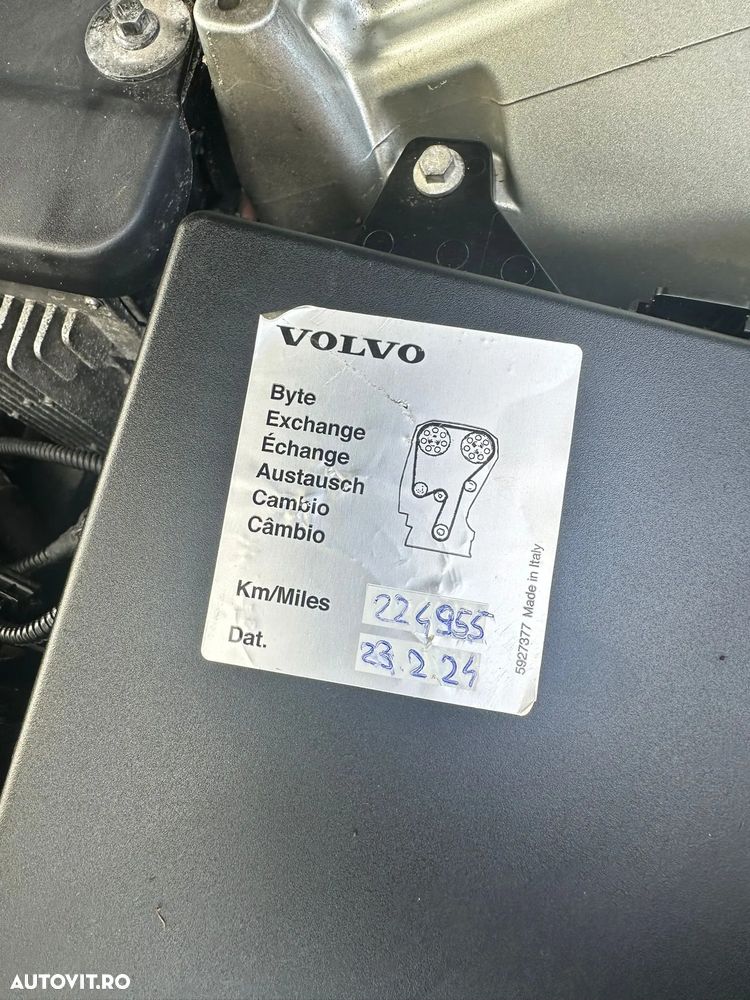 VOLVO
Byte
Exchange
Échange
Austausch
Cambio
Câmbio
Km/Miles 224955
Dat. 23.2.24
5927377 Made in Italy
AUTOVIT.RO